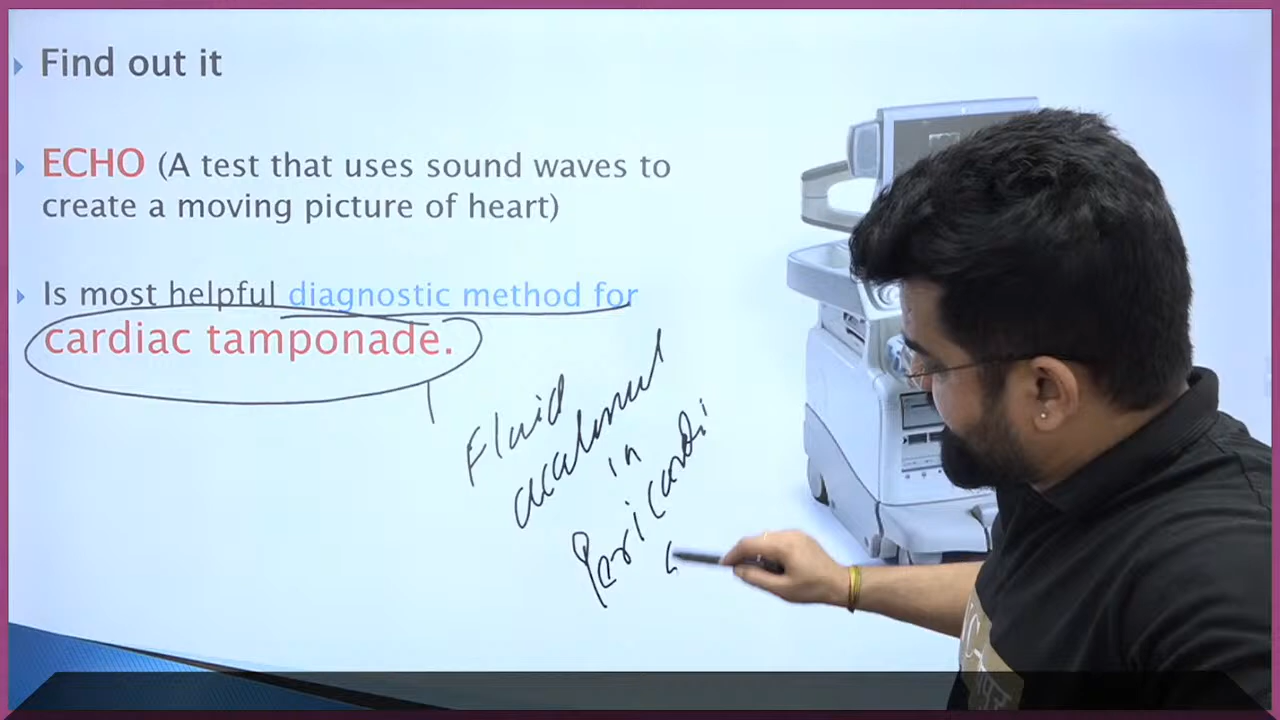 Find out it
ECHO (A test that uses sound waves to
create a moving picture of heart)
Is most helpful diagnostic method for
cardiac tamponade.
Fluid
in
Pericardi